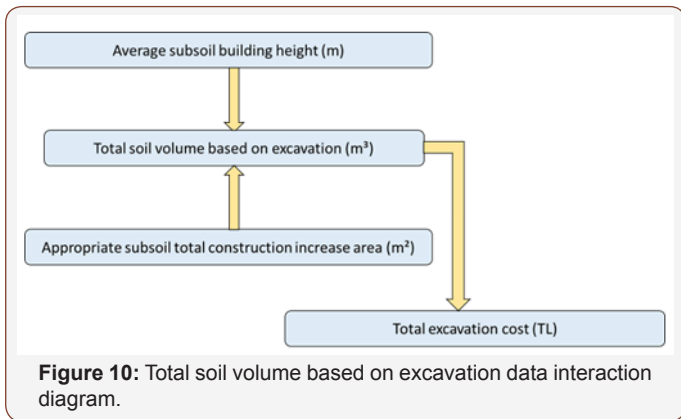 Average subsoil building height (m)
Total soil volume based on excavation (m³)
Appropriate subsoil total construction increase area (m²)
Total excavation cost (TL)
Figure 10: Total soil volume based on excavation data interaction
diagram.